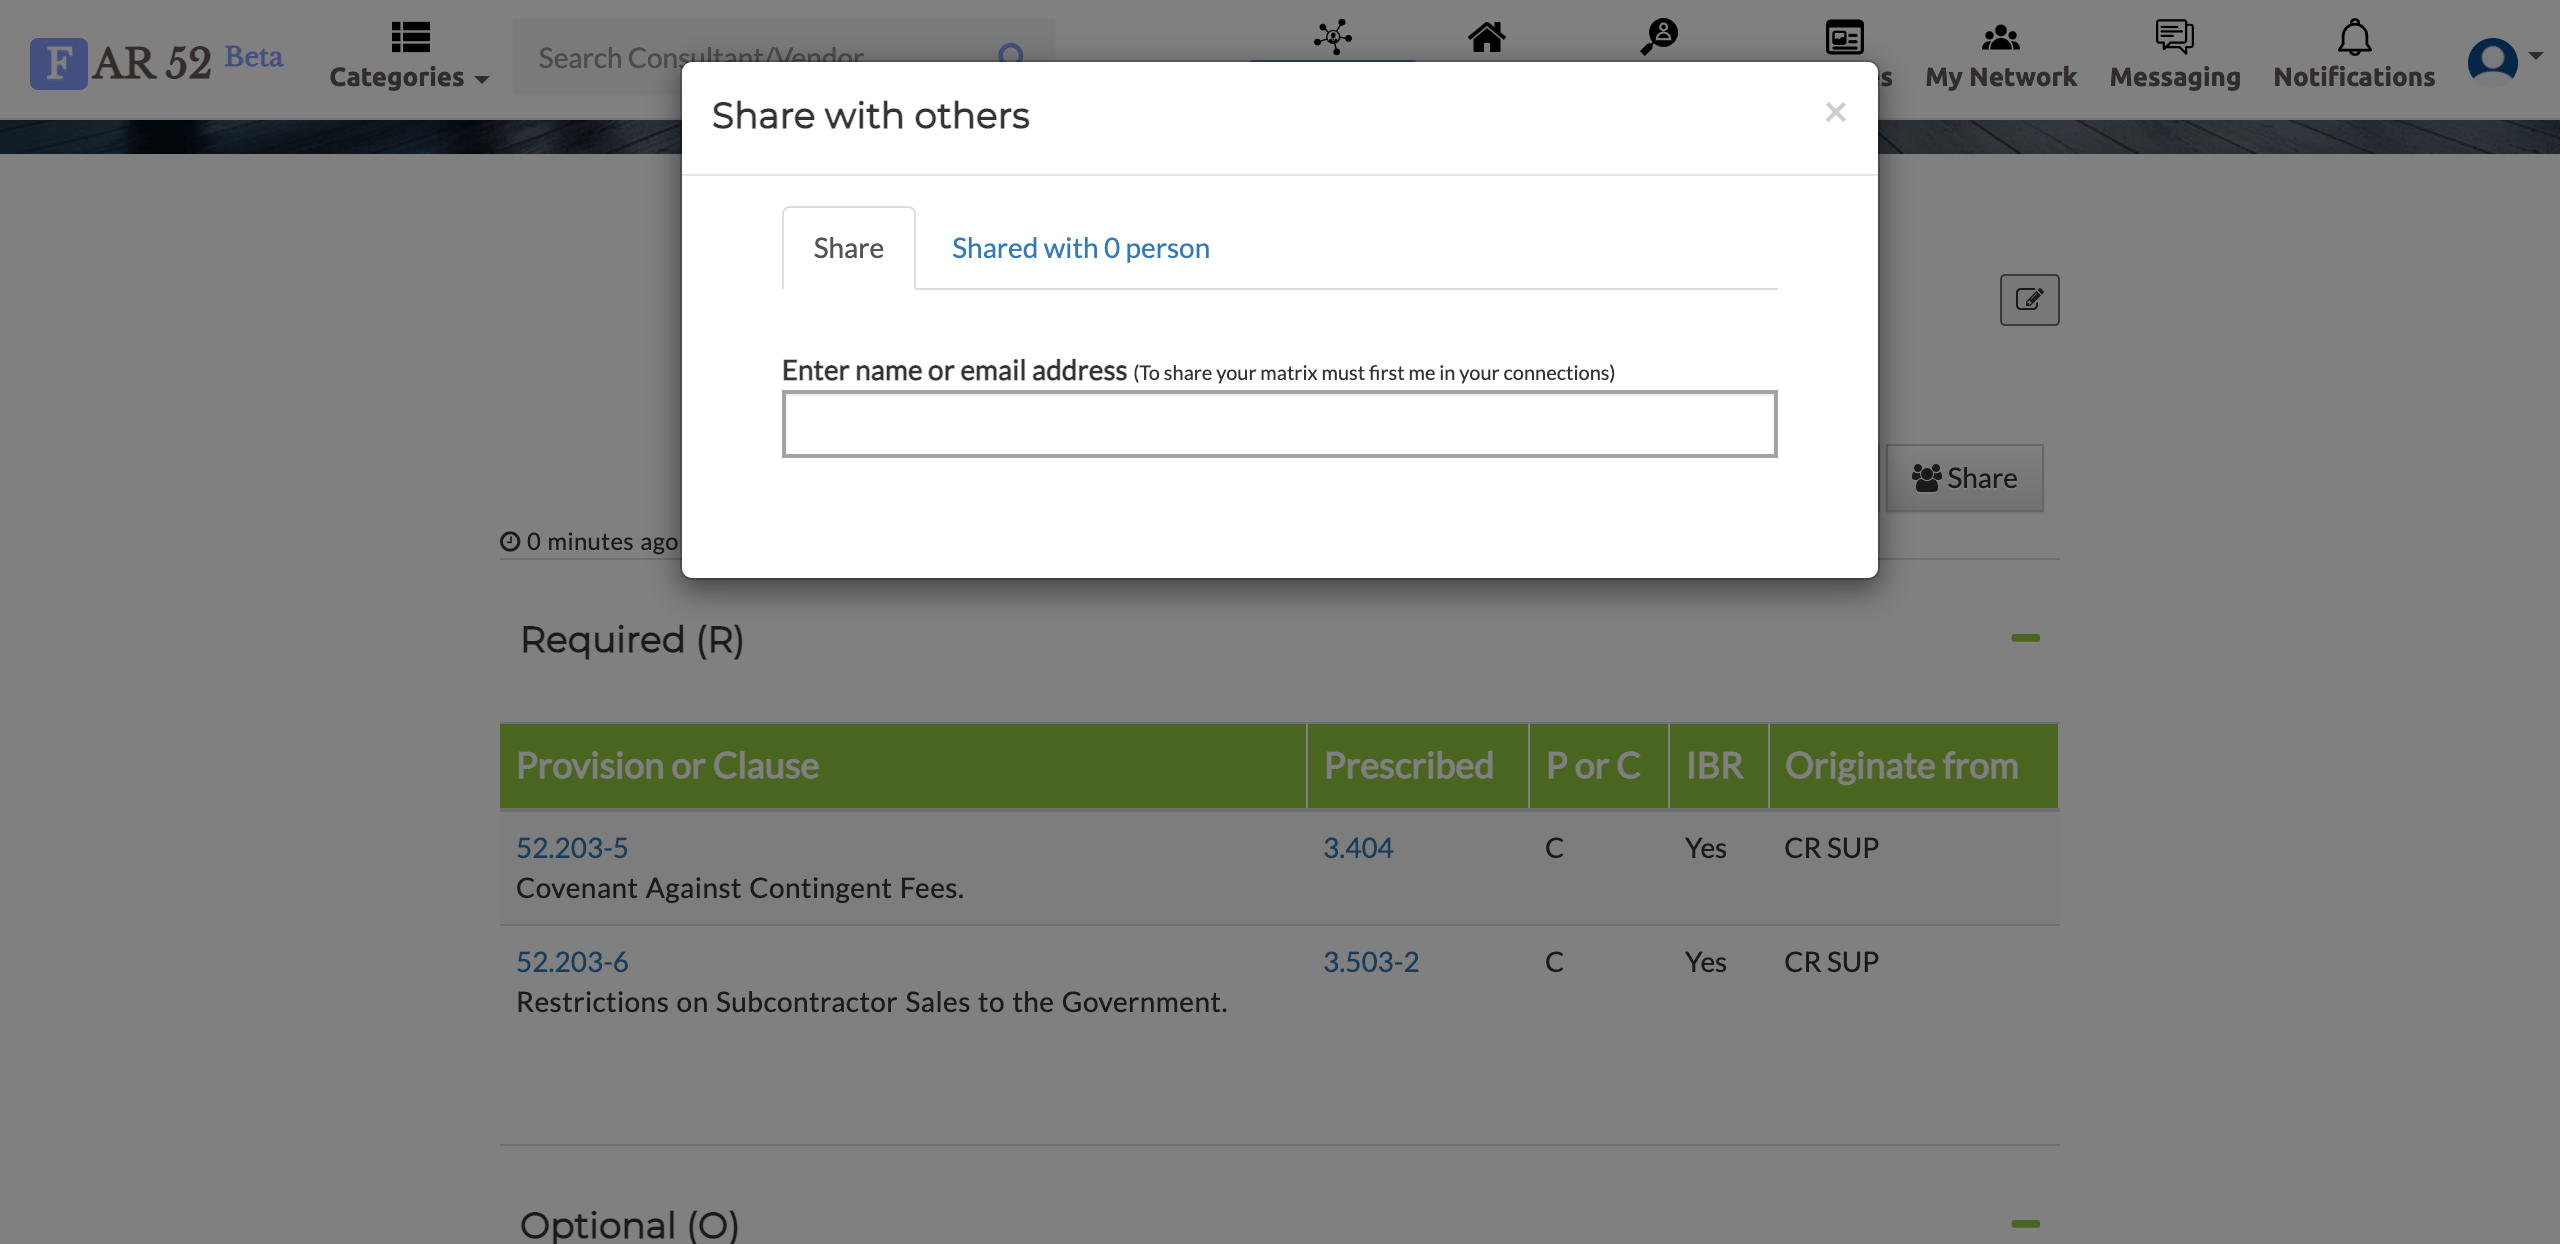 FAR 52 Beta
Categories
Search Consultant/Vendor
My Network
Messaging
Notifications
Share with others
×
Share
Shared with 0 person
Enter name or email address (To share your matrix must first me in your connections)
Share
0 minutes ago
Required (R)
Provision or Clause Prescribed P or C IBR Originate from
52.203-5 3.404 C Yes CR SUP
Covenant Against Contingent Fees.
52.203-6 3.503-2 C Yes CR SUP
Restrictions on Subcontractor Sales to the Government.
Optional (O)